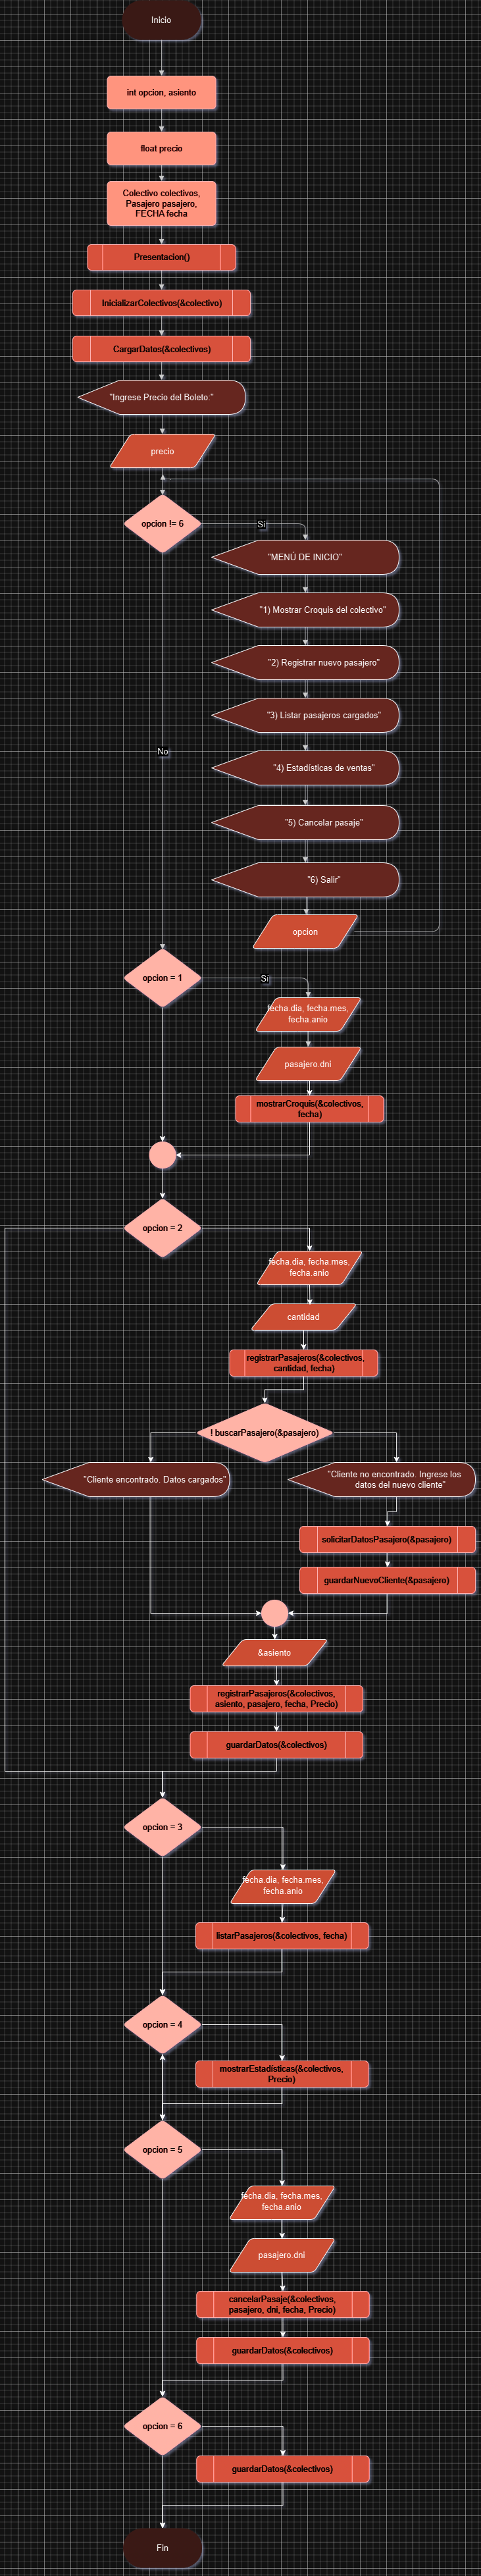 Inicio
int opcion, asiento
float precio
Colectivo colectivos,
Pasajero pasajero,
FECHA fecha
Presentacion()
InicializarColectivos(&colectivo)
CargarDatos(&colectivos)
"Ingrese Precio del Boleto:"
precio
opcion != 6
Sí
"MENÚ DE INICIO"
"1) Mostrar Croquis del colectivo"
"2) Registrar nuevo pasajero"
"3) Listar pasajeros cargados"
No
"4) Estadísticas de ventas"
"5) Cancelar pasaje"
"6) Salir"
opcion
opcion = 1
Sí
fecha.dia, fecha.mes,
fecha.anio
pasajero.dni
mostrarCroquis(&colectivos,
fecha)
opcion = 2
fecha.dia, fecha.mes,
fecha.anio
cantidad
registrarPasajeros(&colectivos,
cantidad, fecha)
! buscarPasajero(&pasajero)
"Cliente encontrado. Datos cargados"
"Cliente no encontrado. Ingrese los
datos del nuevo cliente"
solicitarDatosPasajero(&pasajero)
guardarNuevoCliente(&pasajero)
&asiento
registrarPasajeros(&colectivos,
asiento, pasajero, fecha, Precio)
guardarDatos(&colectivos)
opcion = 3
fecha.dia, fecha.mes,
fecha.anio
listarPasajeros(&colectivos, fecha)
opcion = 4
mostrarEstadísticas(&colectivos,
Precio)
opcion = 5
fecha.dia, fecha.mes,
fecha.anio
pasajero.dni
cancelarPasaje(&colectivos,
pasajero, dni, fecha, Precio)
guardarDatos(&colectivos)
opcion = 6
guardarDatos(&colectivos)
Fin